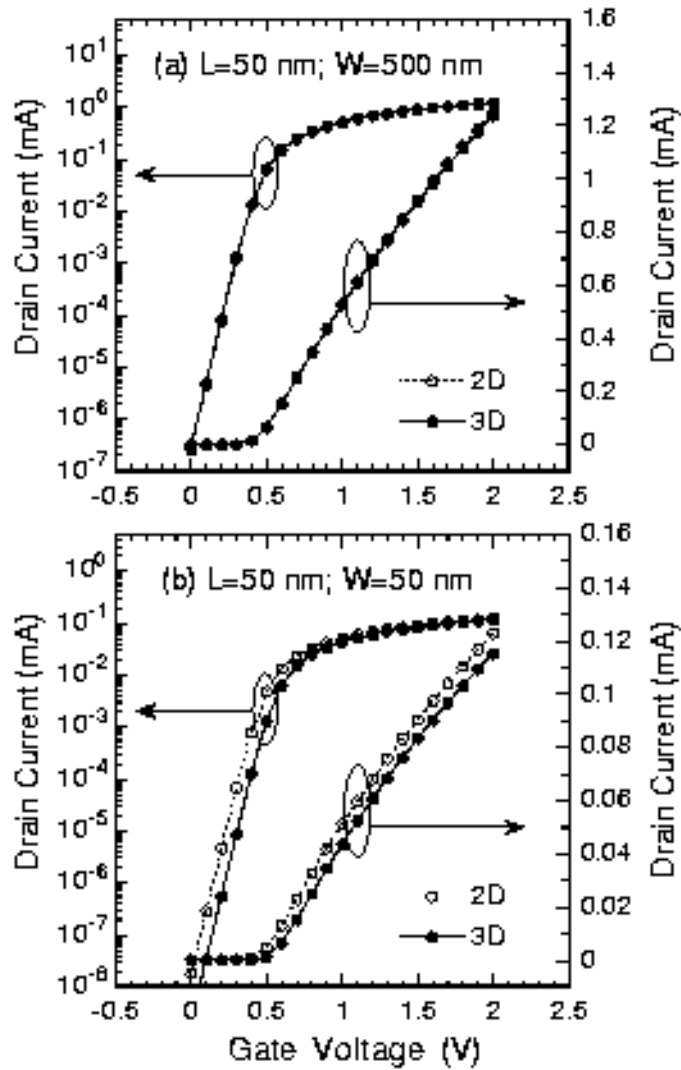 (a) L=50 nm; W=500 nm
Drain Current (mA)
10¹
10⁰
10⁻¹
10⁻²
10⁻³
10⁻⁴
10⁻⁵
10⁻⁶
10⁻⁷
1.6
1.4
1.2
1
0.8
0.6
0.4
0.2
0
Drain Current (mA)
2D
3D
-0.5 0 0.5 1 1.5 2 2.5
(b) L=50 nm; W=50 nm
Drain Current (mA)
10⁰
10⁻¹
10⁻²
10⁻³
10⁻⁴
10⁻⁵
10⁻⁶
10⁻⁷
10⁻⁸
0.16
0.14
0.12
0.1
0.08
0.06
0.04
0.02
0
Drain Current (mA)
2D
3D
-0.5 0 0.5 1 1.5 2 2.5
Gate Voltage (V)